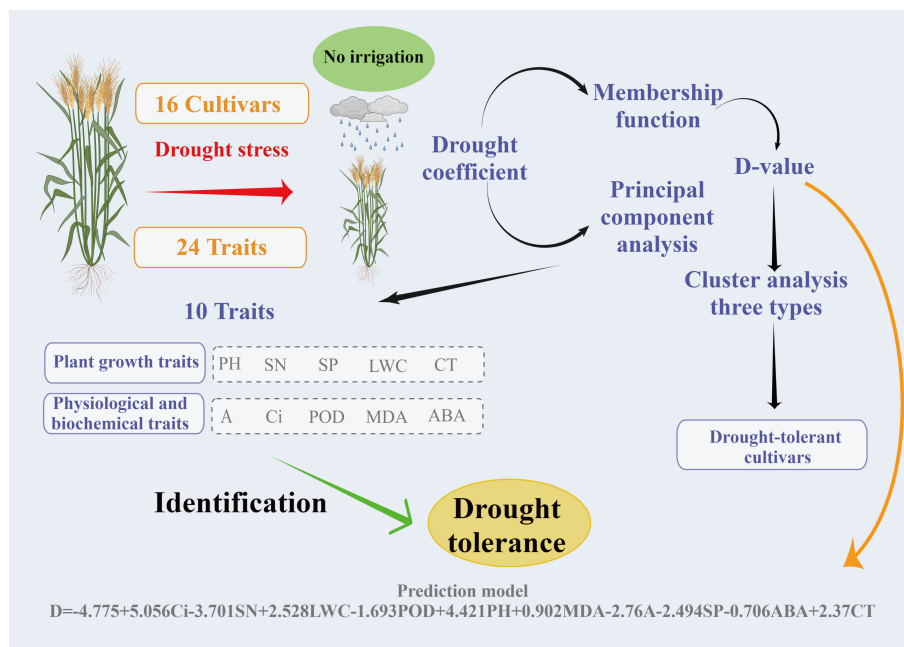 No irrigation
16 Cultivars
Drought stress
24 Traits
Drought
coefficient
Membership
function
D-value
Principal
component
analysis
Cluster analysis
three types
Drought-tolerant
cultivars
10 Traits
Plant growth traits
PH SN SP LWC CT
Physiological and
biochemical traits
A Ci POD MDA ABA
Identification
Drought
tolerance
Prediction model
D=-4.775+5.056Ci-3.701SN+2.528LWC-1.693POD+4.421PH+0.902MDA-2.76A-2.494SP-0.706ABA+2.37CT